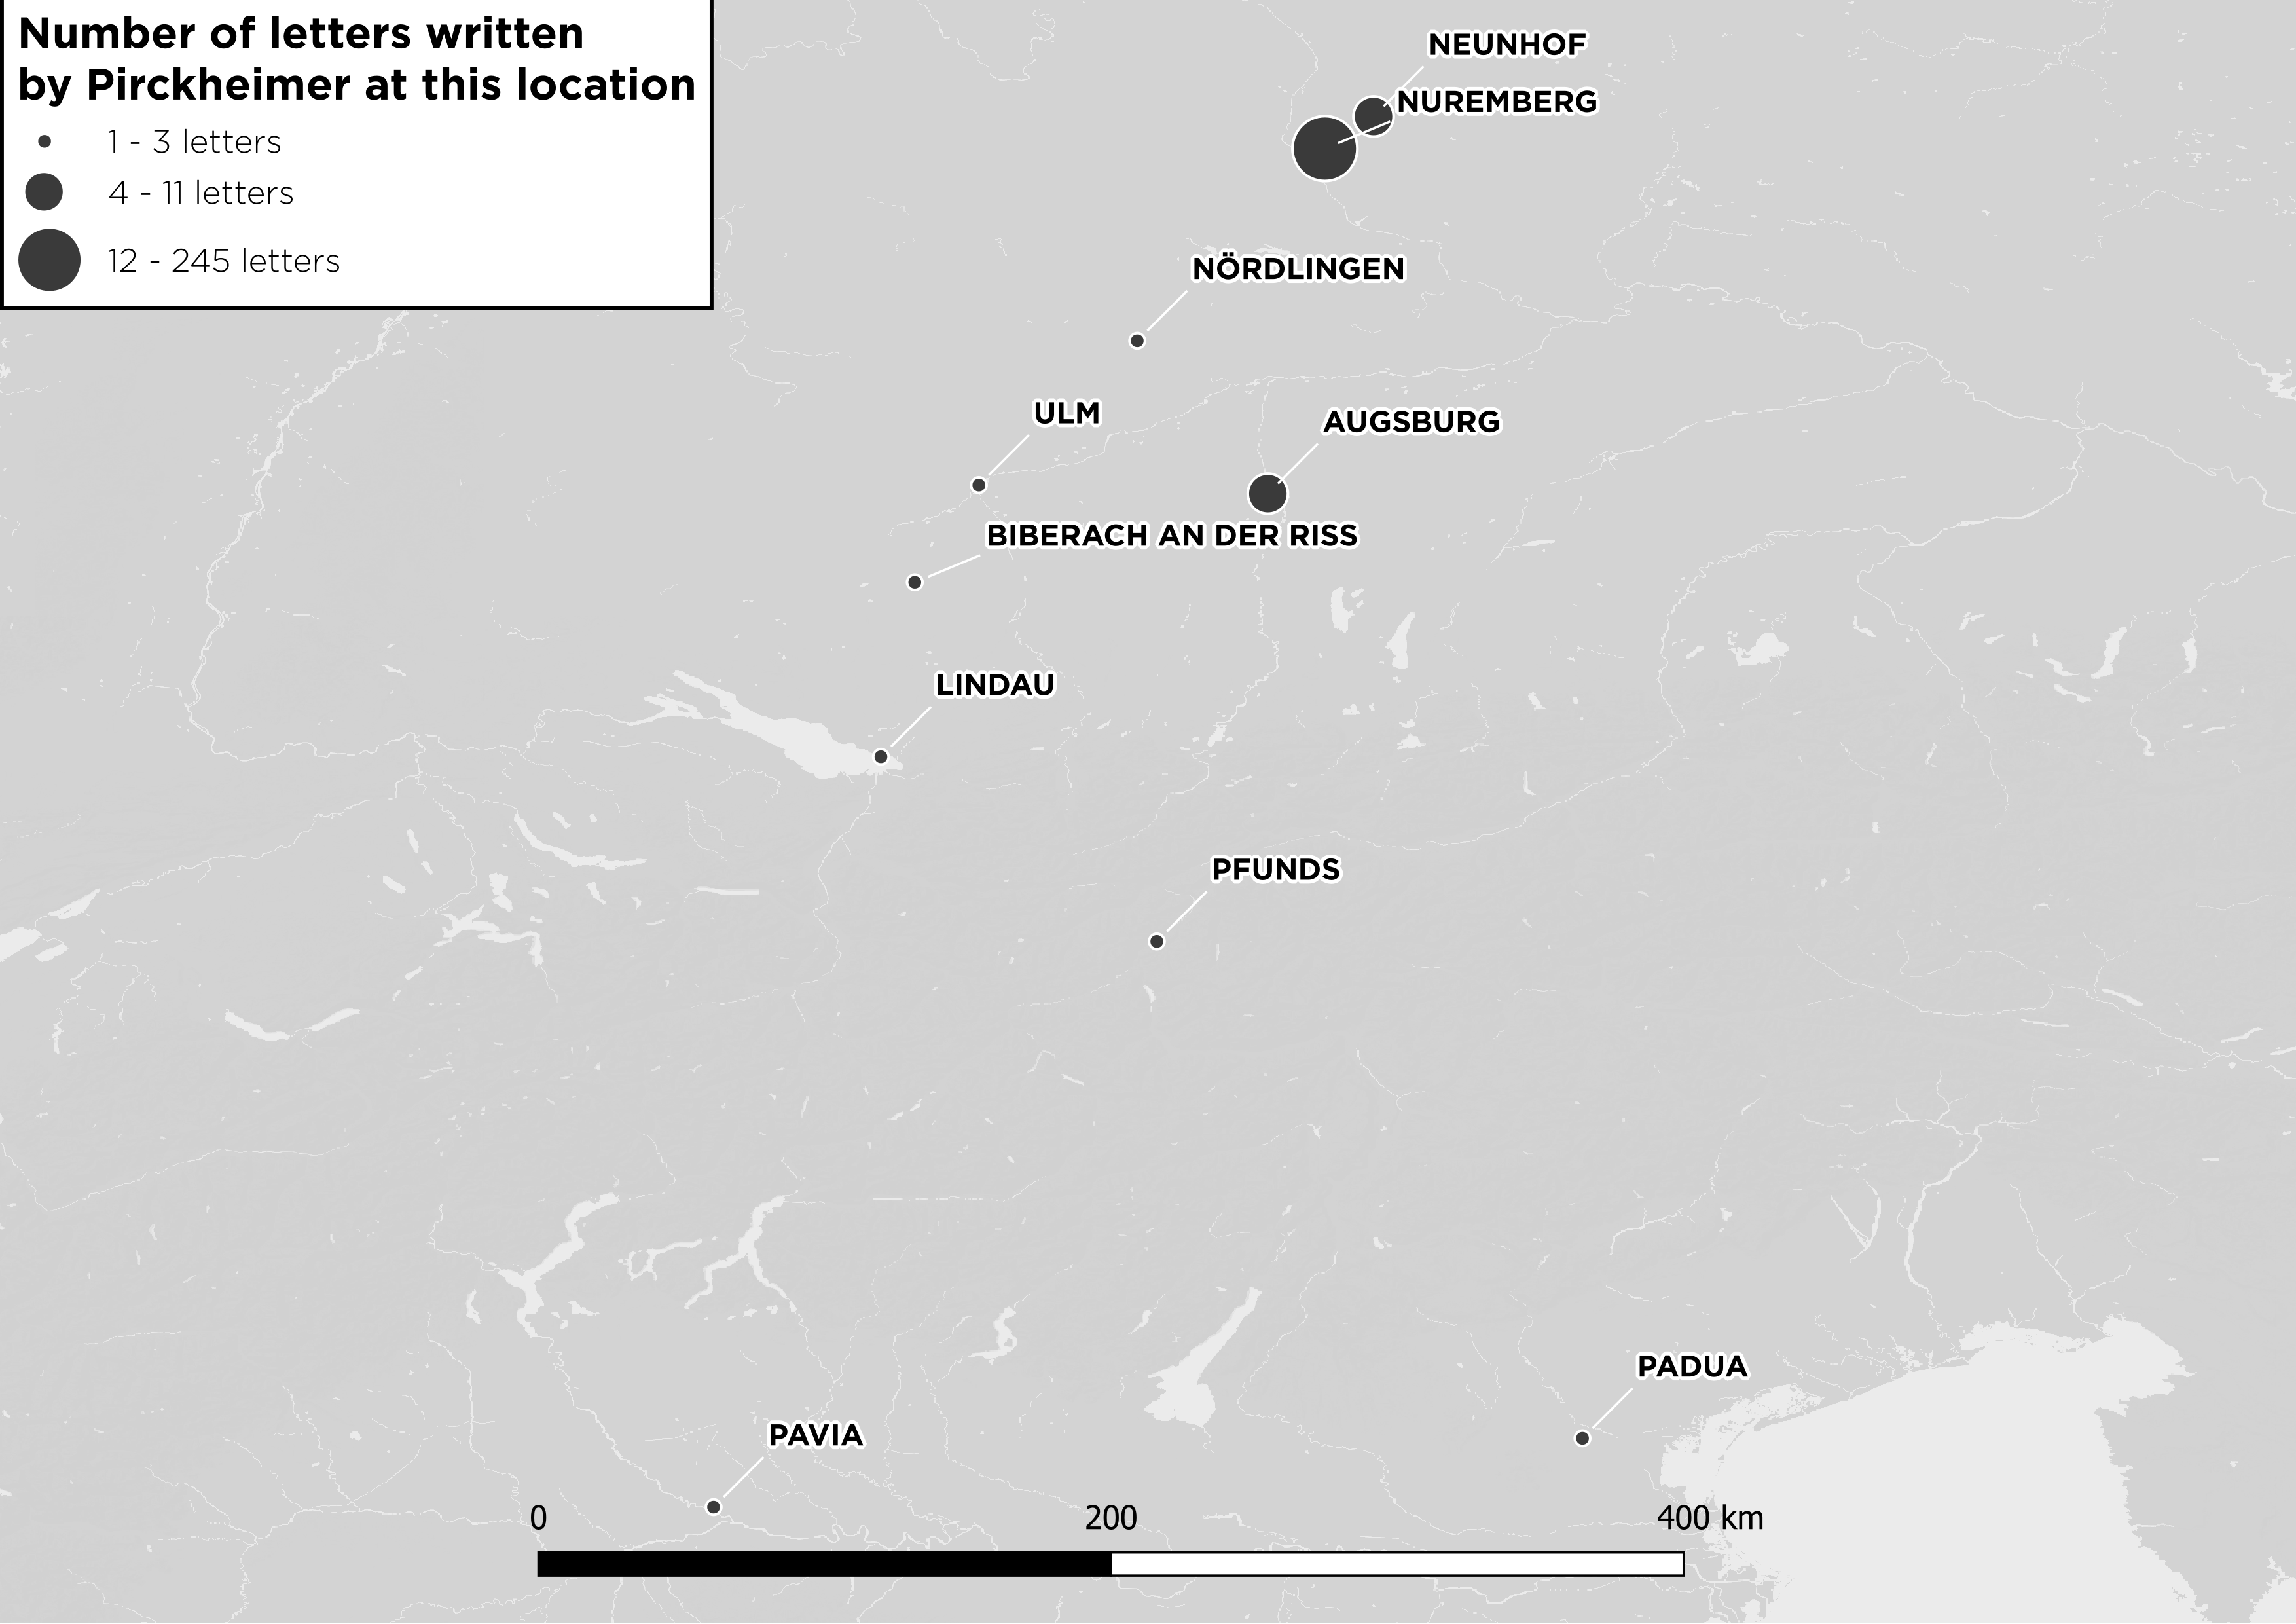 Number of letters written
by Pirckheimer at this location
1 - 3 letters
4 - 11 letters
12 - 245 letters
NEUNHOF
NUREMBERG
NÖRDLINGEN
ULM
AUGSBURG
BIBERACH AN DER RISS
LINDAU
PFUNDS
PADUA
PAVIA
0 200 400 km